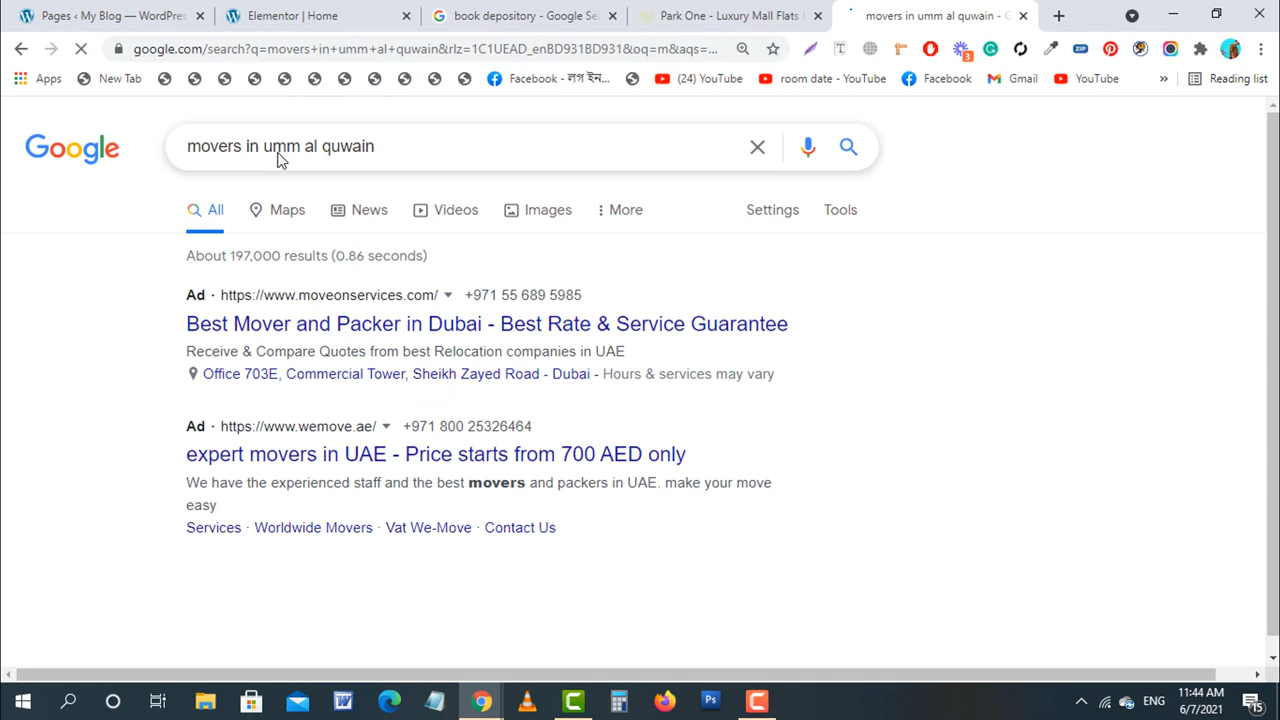 Pages ‹ My Blog — WordPres
Elementor | Home
book depository - Google Se
Park One - Luxury Mall Flats f
movers in umm al quwain - G
google.com/search?q=movers+in+umm+al+quwain&rlz=1C1UEAD_enBD931BD931&oq=m&aqs=...
3
Apps
New Tab
Facebook - লগ ইন...
(24) YouTube
room date - YouTube
Facebook
Gmail
YouTube
»
Reading list
Google
movers in umm al quwain
All
Maps
News
Videos
Images
More
Settings
Tools
About 197,000 results (0.86 seconds)
Ad · https://www.moveonservices.com/ +971 55 689 5985
Best Mover and Packer in Dubai - Best Rate & Service Guarantee
Receive & Compare Quotes from best Relocation companies in UAE
Office 703E, Commercial Tower, Sheikh Zayed Road - Dubai - Hours & services may vary
Ad · https://www.wemove.ae/ +971 800 25326464
expert movers in UAE - Price starts from 700 AED only
We have the experienced staff and the best movers and packers in UAE. make your move
easy
Services · Worldwide Movers · Vat We-Move · Contact Us
ENG
11:44 AM
6/7/2021
15